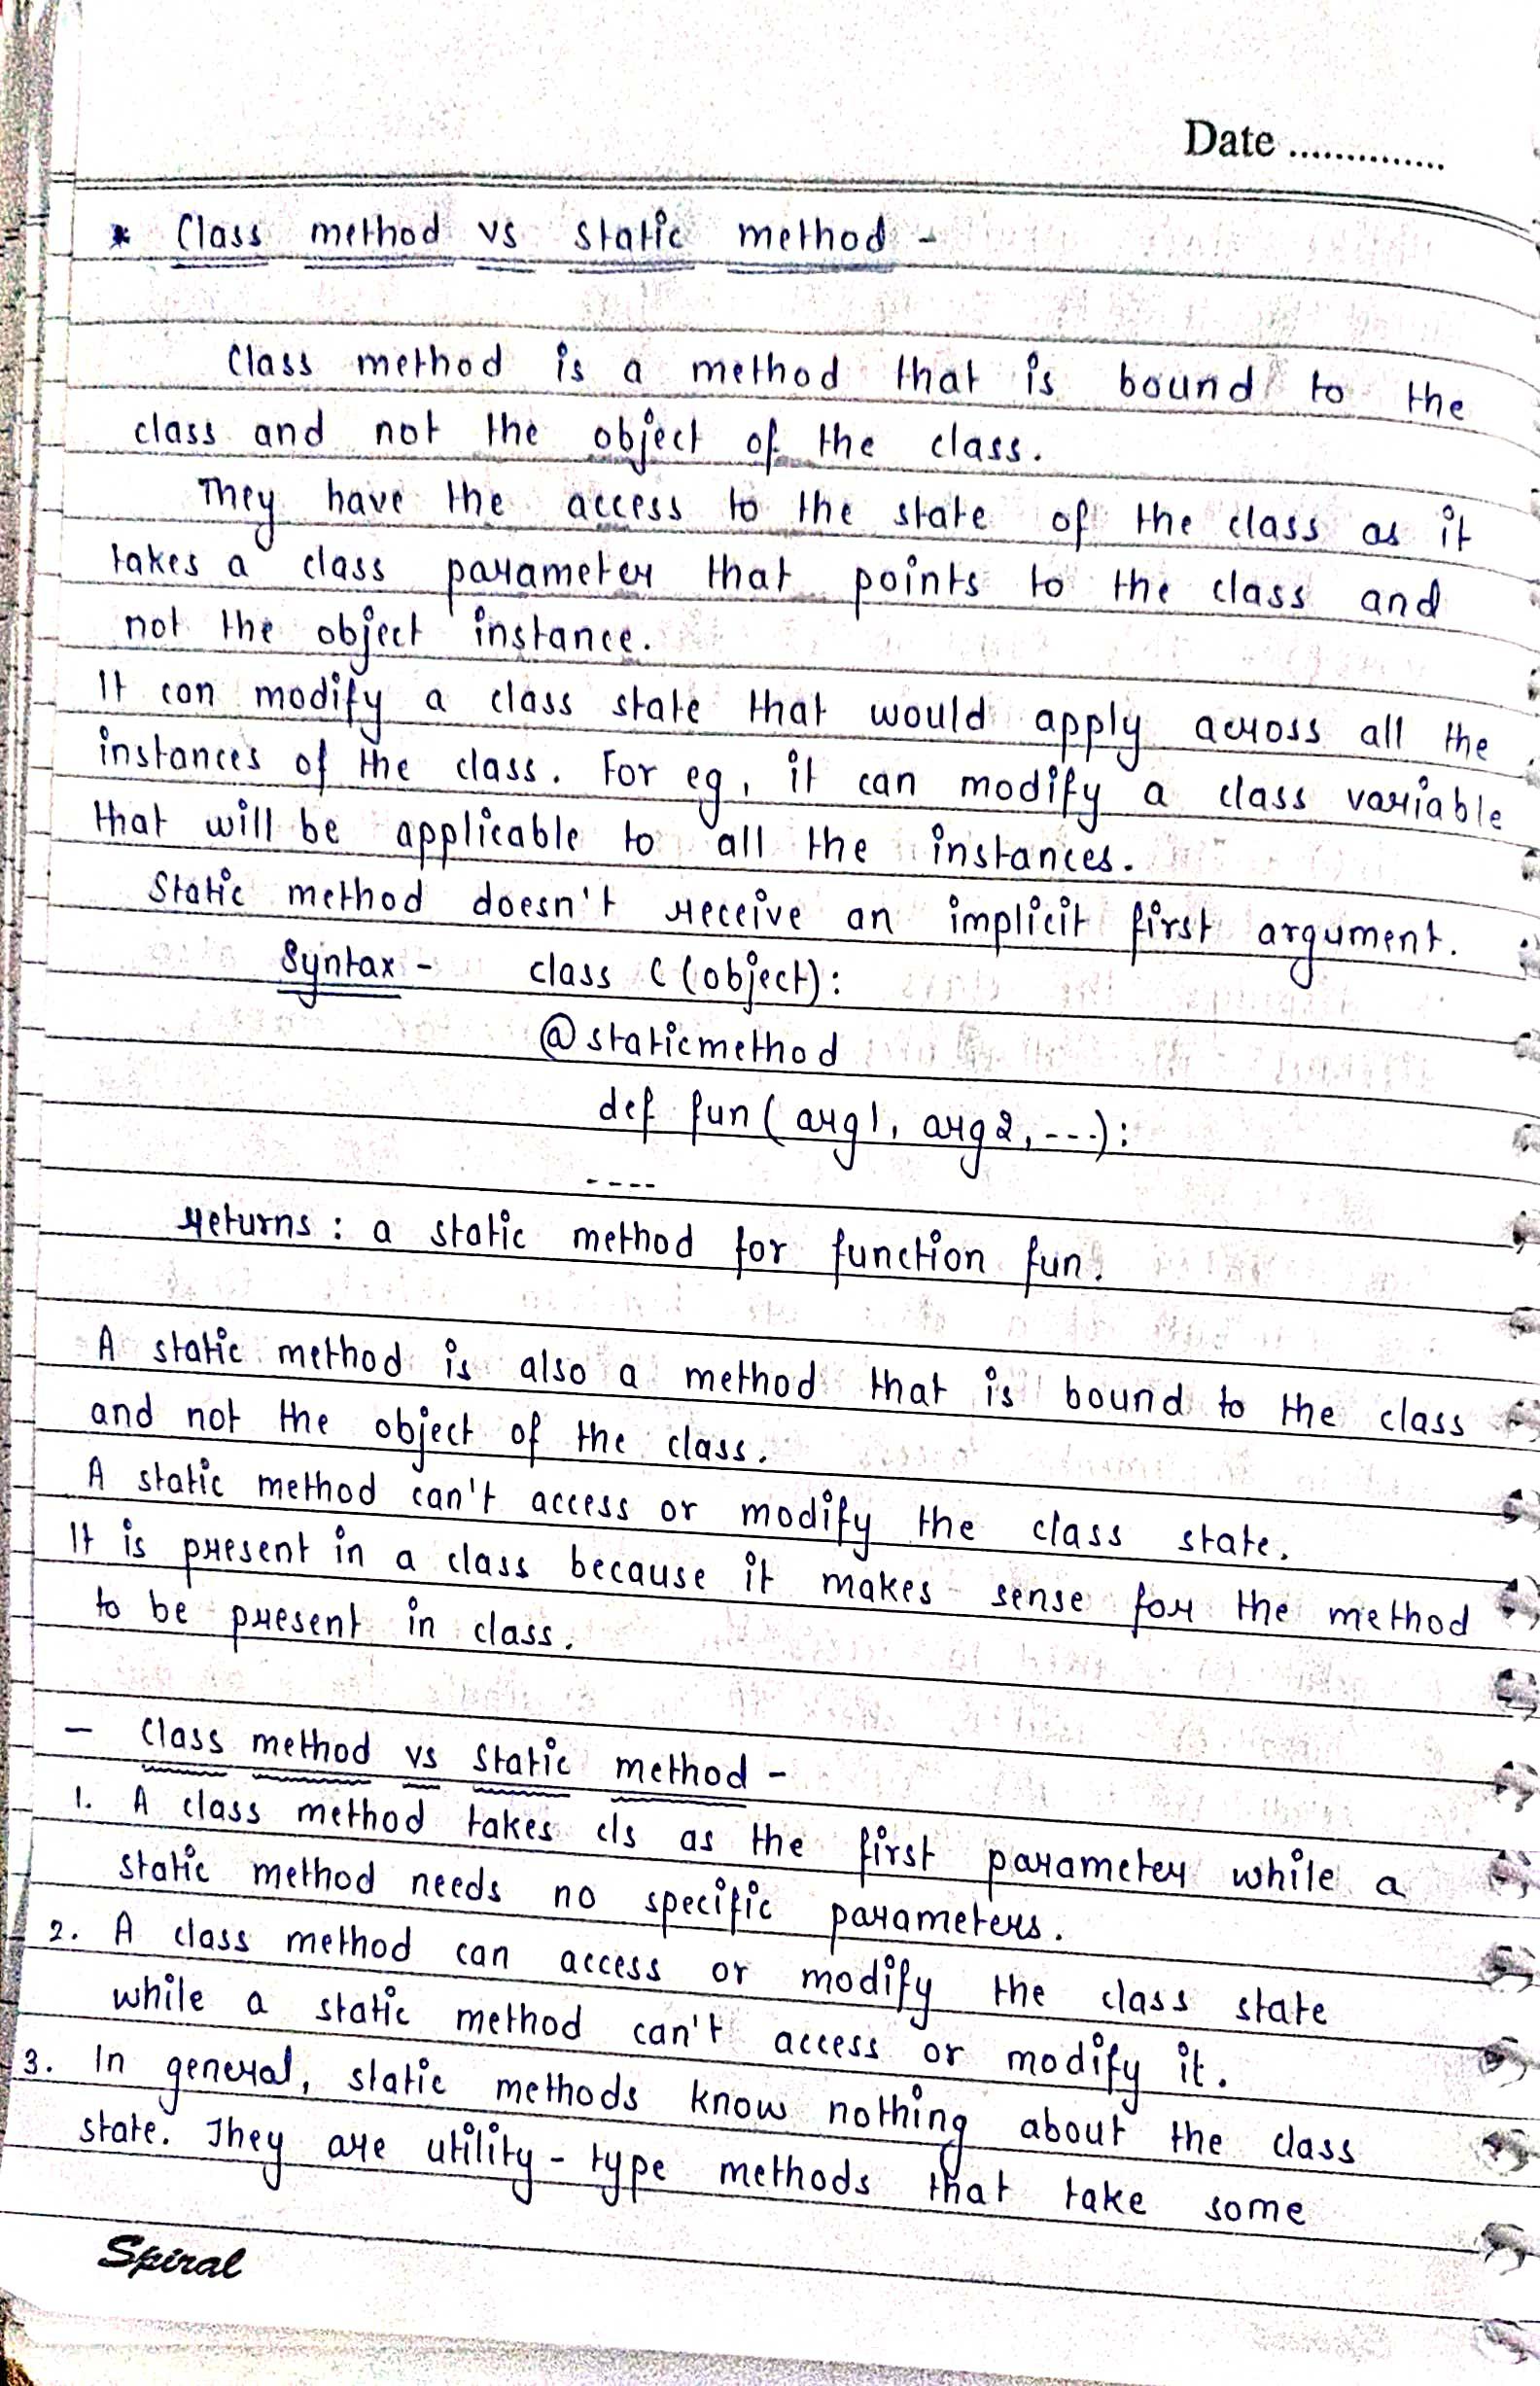 Date ..............
* Class method vs static method -
Class method is a method that is bound to the
class and not the object of the class.
They have the access to the state of the class as it
takes a class parameter that points to the class and
not the object instance.
It can modify a class state that would apply across all the
instances of the class. For eg, it can modify a class variable
that will be applicable to all the instances.
Static method doesn't receive an implicit first argument.
Syntax - class C (object):
@staticmethod
def fun (arg1, arg2, ---):
----
returns : a static method for function fun.
A static method is also a method that is bound to the class
and not the object of the class.
A static method can't access or modify the class state.
It is present in a class because it makes sense for the method
to be present in class.
- Class method vs static method -
1. A class method takes cls as the first parameter while a
static method needs no specific parameters.
2. A class method can access or modify the class state
while a static method can't access or modify it.
3. In general, static methods know nothing about the class
state. They are utility-type methods that take some
Spiral